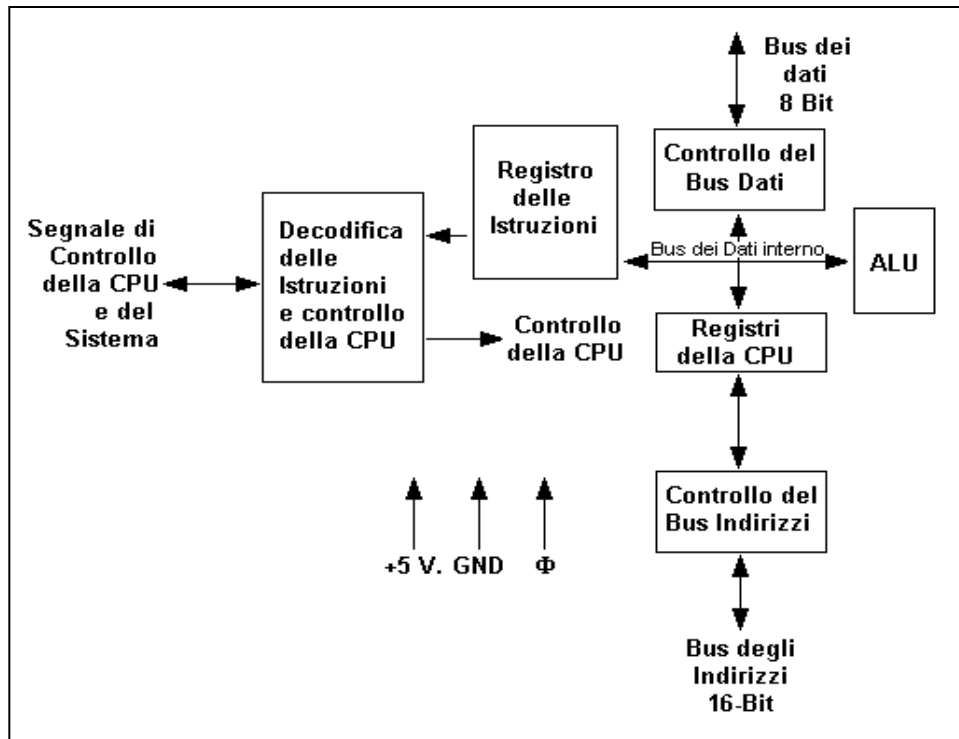 Bus dei
dati
8 Bit
Controllo del
Bus Dati
Registro
delle
Istruzioni
Segnale di
Controllo
della CPU
e del
Sistema
Decodifica
delle
Istruzioni
e controllo
della CPU
Bus dei Dati interno
ALU
Controllo
della CPU
Registri
della CPU
Controllo del
Bus Indirizzi
+5 V. GND Φ
Bus degli
Indirizzi
16-Bit